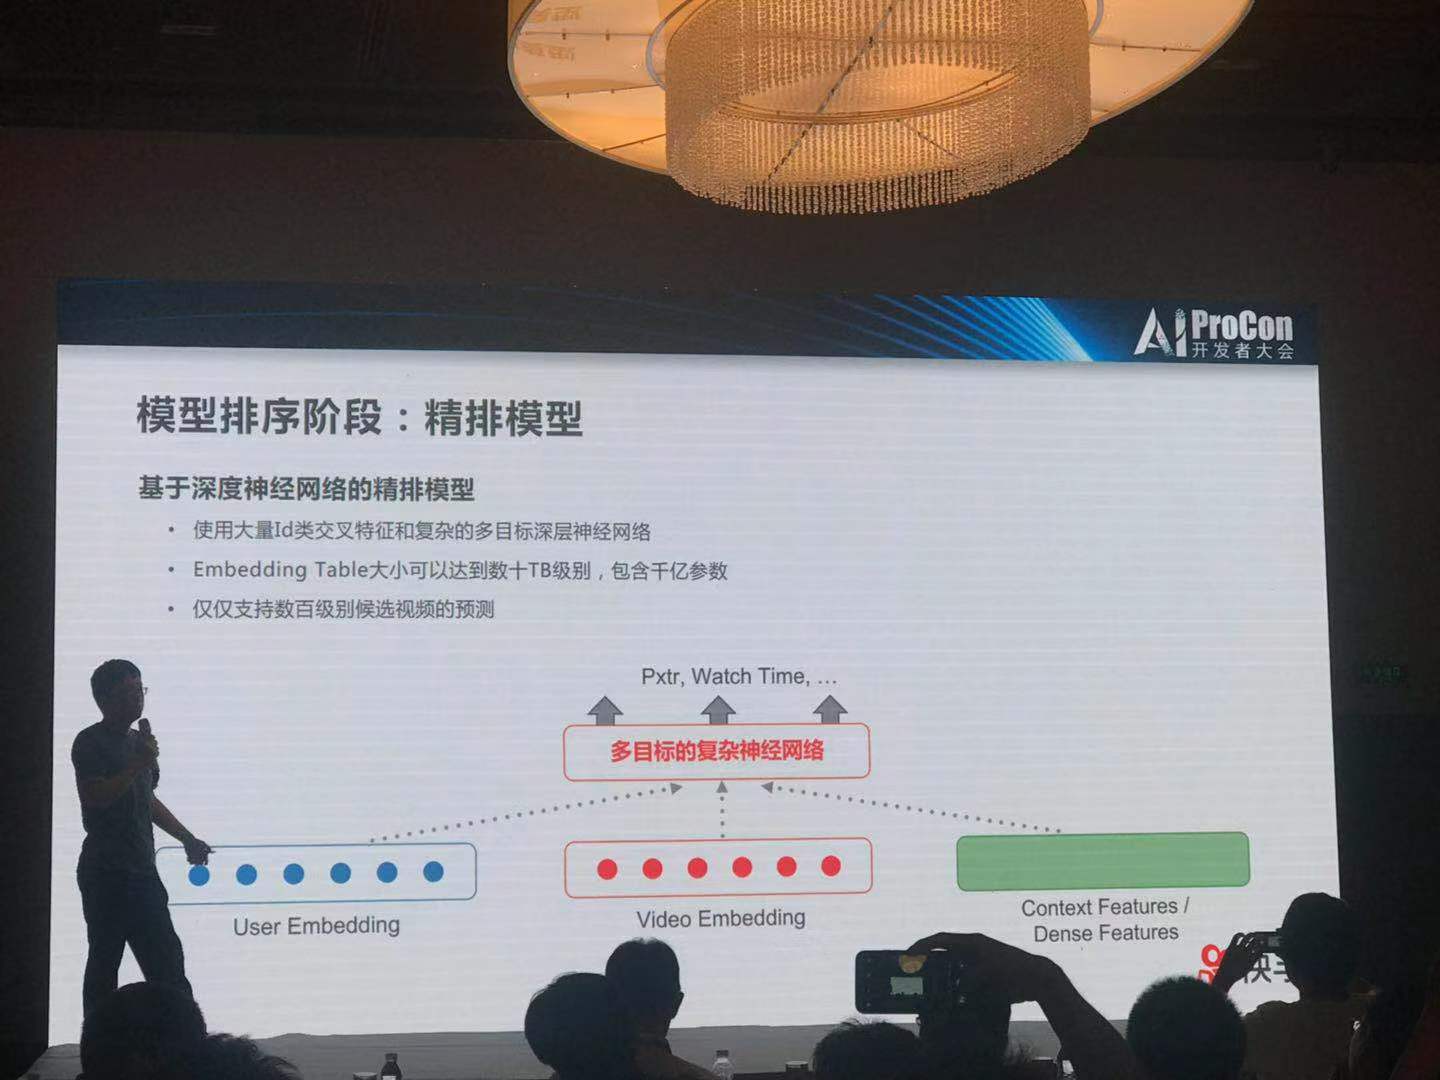 AI ProCon
开发者大会
模型排序阶段：精排模型
基于深度神经网络的精排模型
• 使用大量Id类交叉特征和复杂的多目标深层神经网络
• Embedding Table大小可以达到数十TB级别，包含千亿参数
• 仅仅支持数百级别候选视频的预测
Pxtr, Watch Time, …
多目标的复杂神经网络
User Embedding
Video Embedding
Context Features /
Dense Features
快手